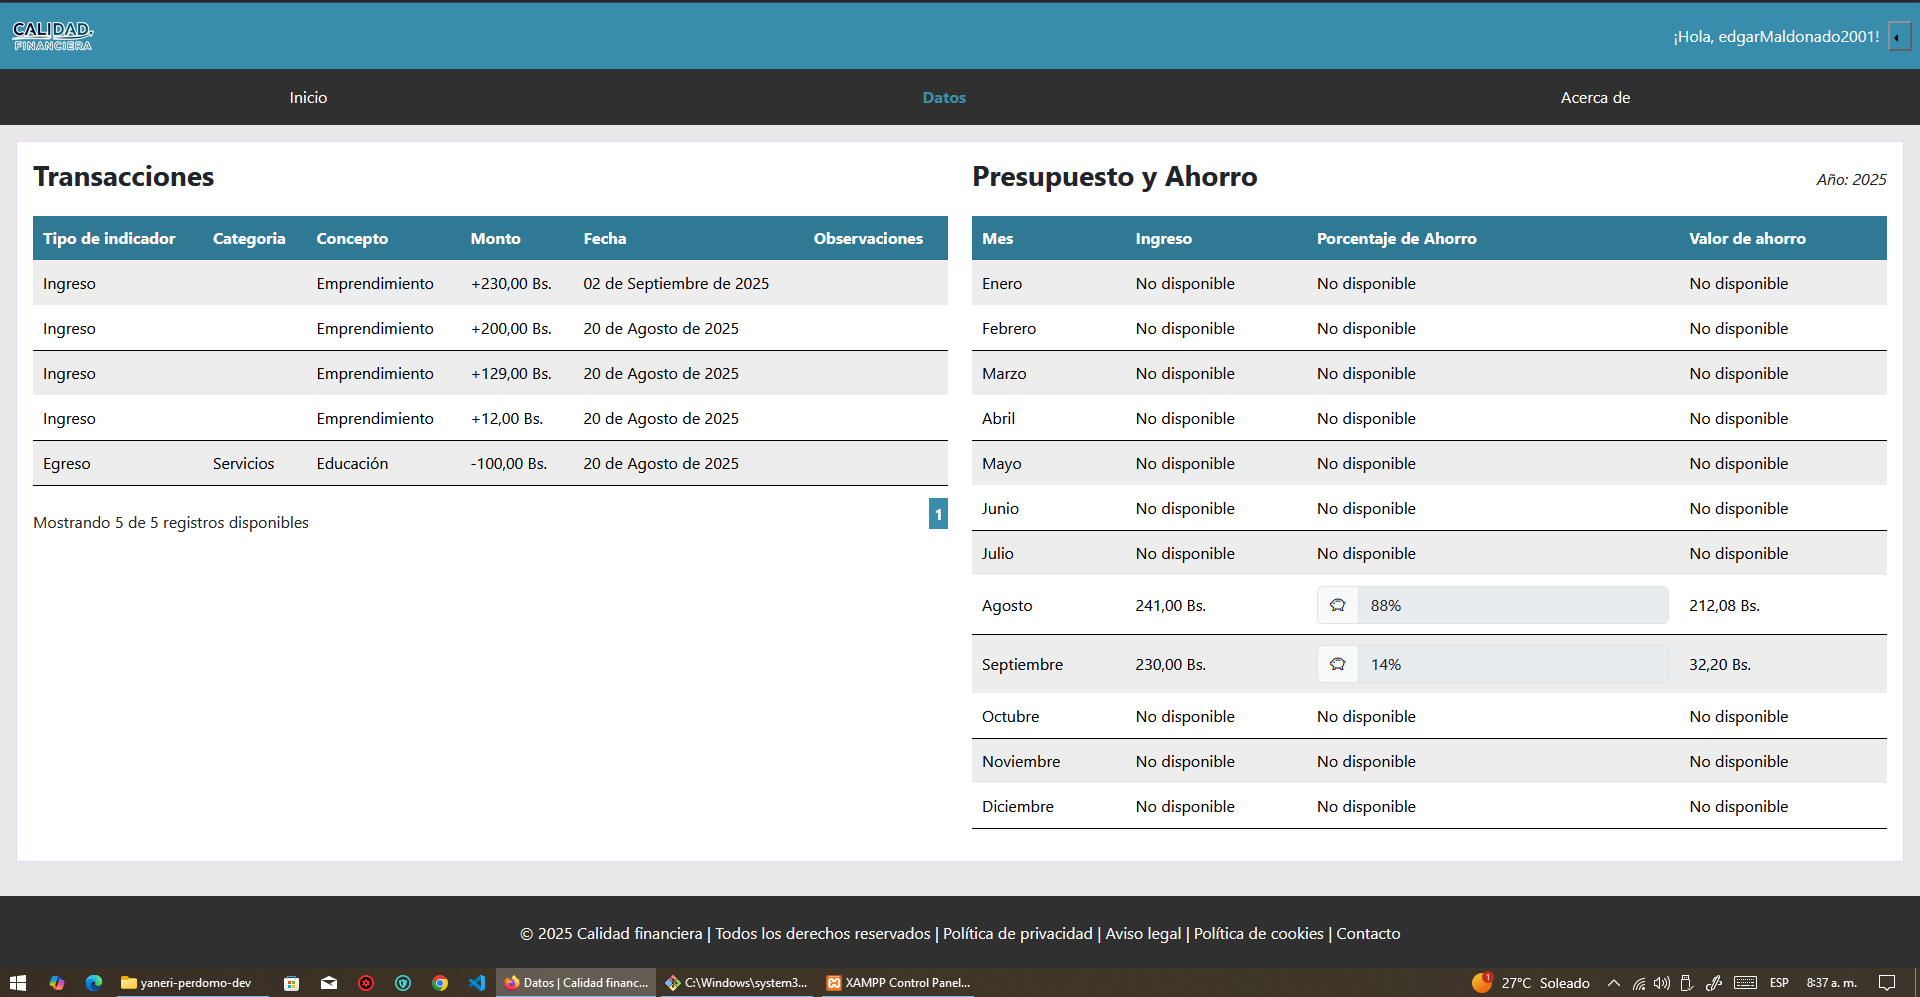 CALIDAD
FINANCIERA
¡Hola, edgarMaldonado2001!
Inicio Datos Acerca de
Transacciones
Tipo de indicador Categoria Concepto Monto Fecha Observaciones
Ingreso Emprendimiento +230,00 Bs. 02 de Septiembre de 2025
Ingreso Emprendimiento +200,00 Bs. 20 de Agosto de 2025
Ingreso Emprendimiento +129,00 Bs. 20 de Agosto de 2025
Ingreso Emprendimiento +12,00 Bs. 20 de Agosto de 2025
Egreso Servicios Educación -100,00 Bs. 20 de Agosto de 2025
Mostrando 5 de 5 registros disponibles 1
Presupuesto y Ahorro Año: 2025
Mes Ingreso Porcentaje de Ahorro Valor de ahorro
Enero No disponible No disponible No disponible
Febrero No disponible No disponible No disponible
Marzo No disponible No disponible No disponible
Abril No disponible No disponible No disponible
Mayo No disponible No disponible No disponible
Junio No disponible No disponible No disponible
Julio No disponible No disponible No disponible
Agosto 241,00 Bs. 88% 212,08 Bs.
Septiembre 230,00 Bs. 14% 32,20 Bs.
Octubre No disponible No disponible No disponible
Noviembre No disponible No disponible No disponible
Diciembre No disponible No disponible No disponible
© 2025 Calidad financiera | Todos los derechos reservados | Política de privacidad | Aviso legal | Política de cookies | Contacto
yaneri-perdomo-dev Datos | Calidad financ... C:\Windows\system3... XAMPP Control Panel... 1 27°C Soleado ESP 8:37 a. m.